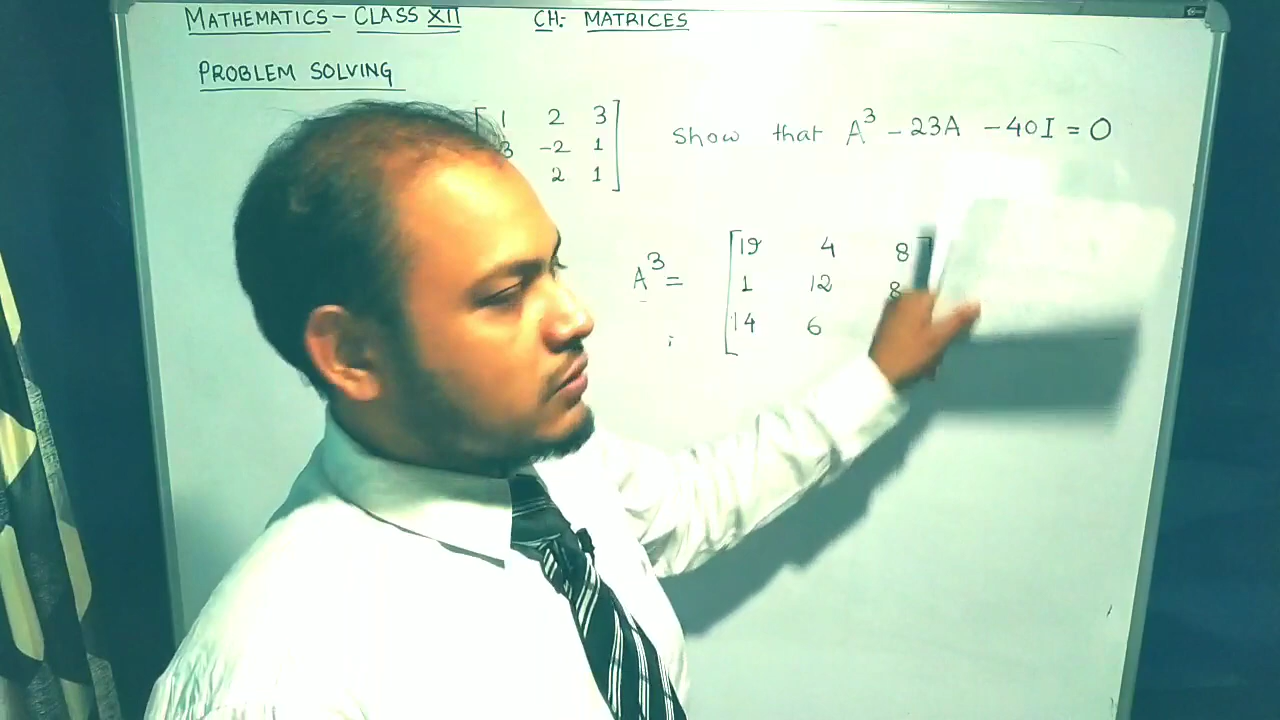 MATHEMATICS – CLASS XII CH: MATRICES
PROBLEM SOLVING
1 2 3 Show that A³ – 23A – 40I = 0
3 -2 1
2 1
19 4 8
A³ = 1 12 8
14 6